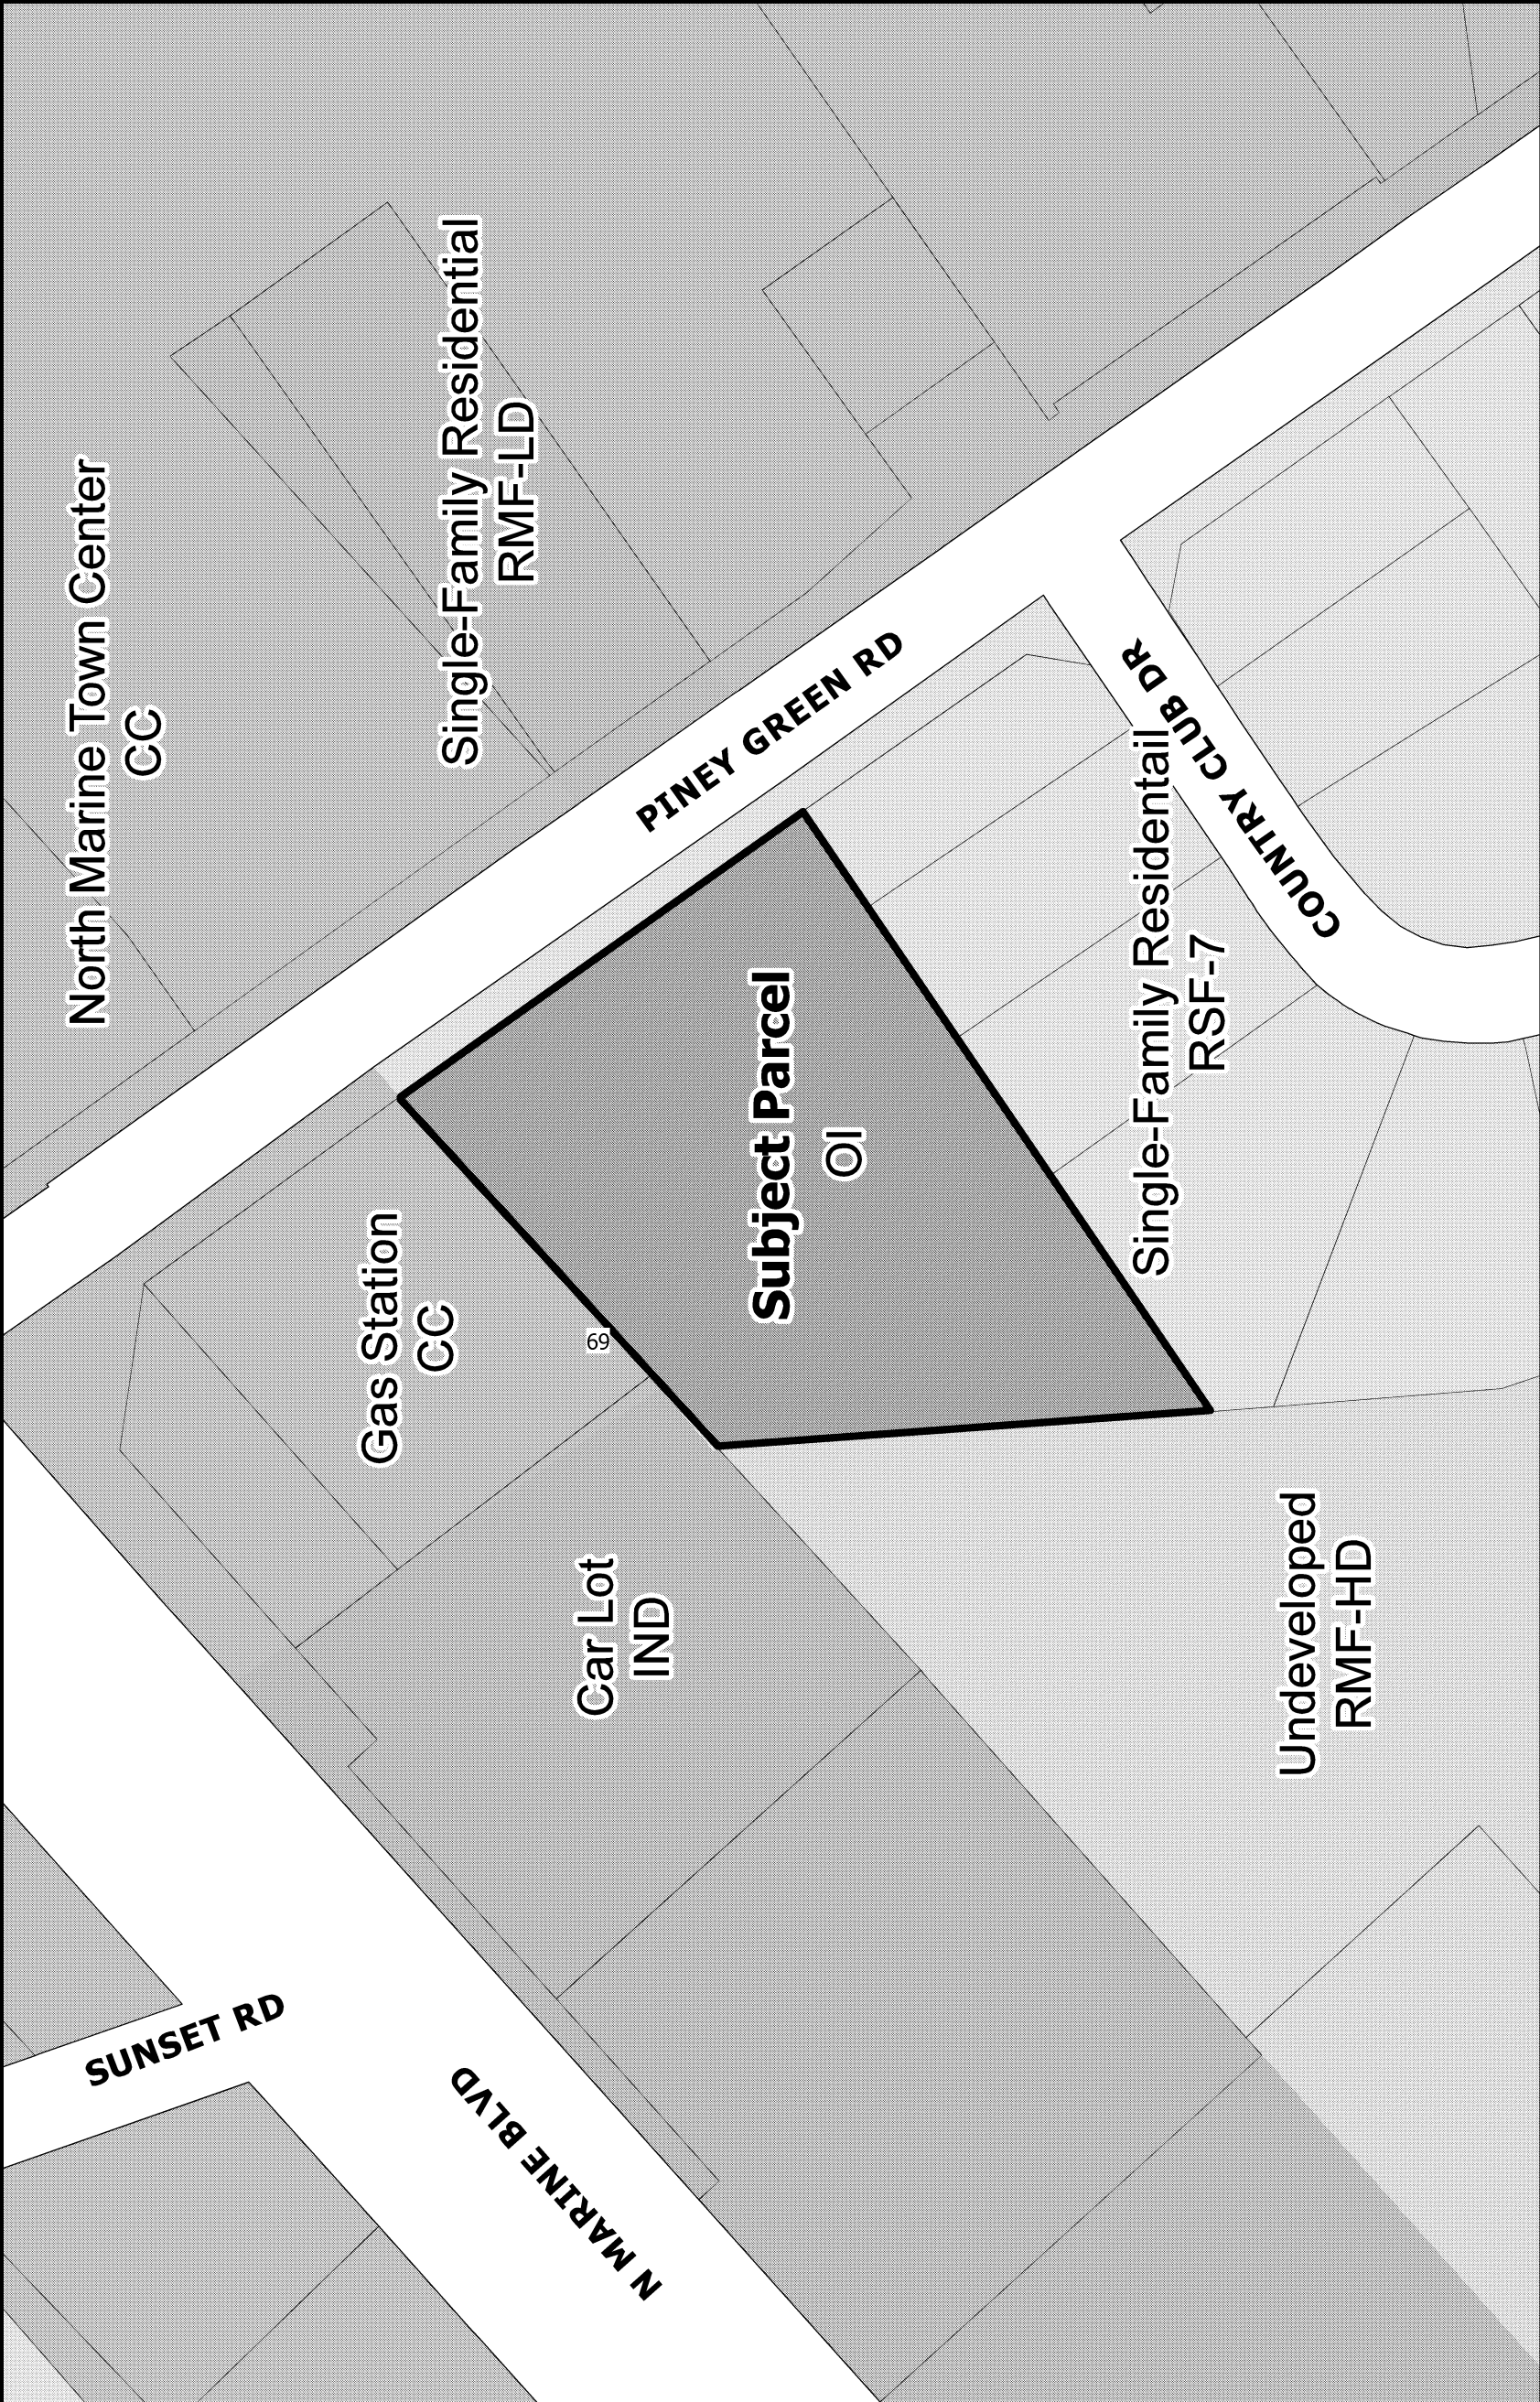 North Marine Town Center
CC
Single-Family Residential
RMF-LD
PINEY GREEN RD
COUNTRY CLUB DR
Single-Family Residentail
RSF-7
Subject Parcel
OI
Gas Station
CC
69
Car Lot
IND
Undeveloped
RMF-HD
SUNSET RD
N MARINE BLVD